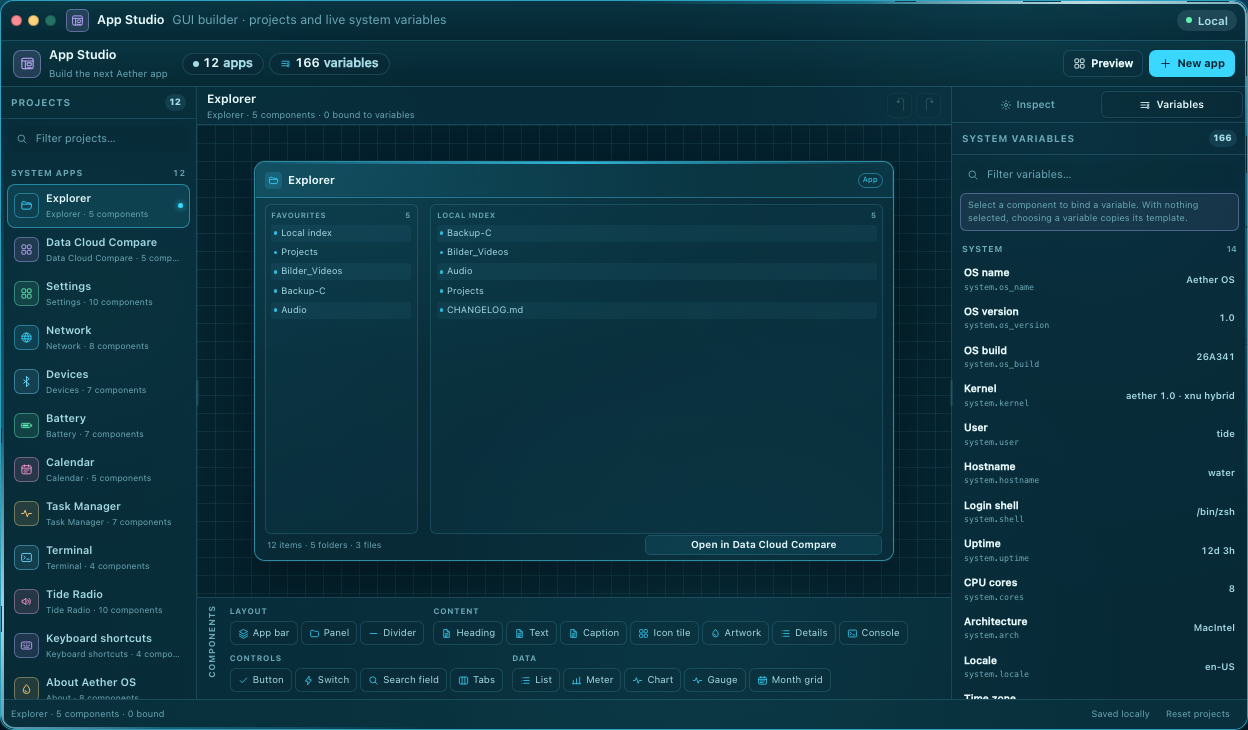 App Studio GUI builder · projects and live system variables
Local
App Studio
Build the next Aether app
12 apps
166 variables
Preview
New app
PROJECTS 12
Filter projects...
SYSTEM APPS 12
Explorer
Explorer · 5 components
Data Cloud Compare
Data Cloud Compare · 5 comp...
Settings
Settings · 10 components
Network
Network · 8 components
Devices
Devices · 7 components
Battery
Battery · 7 components
Calendar
Calendar · 5 components
Task Manager
Task Manager · 7 components
Terminal
Terminal · 4 components
Tide Radio
Tide Radio · 10 components
Keyboard shortcuts
Keyboard shortcuts · 4 compo...
About Aether OS
About · 8 components
Explorer
Explorer · 5 components · 0 bound to variables
Explorer
App
FAVOURITES 5
Local index
Projects
Bilder_Videos
Backup-C
Audio
LOCAL INDEX 5
Backup-C
Bilder_Videos
Audio
Projects
CHANGELOG.md
12 items · 5 folders · 3 files
Open in Data Cloud Compare
COMPONENTS
LAYOUT
App bar
Panel
Divider
CONTENT
Heading
Text
Caption
Icon tile
Artwork
Details
Console
CONTROLS
Button
Switch
Search field
Tabs
DATA
List
Meter
Chart
Gauge
Month grid
Inspect
Variables
SYSTEM VARIABLES 166
Filter variables...
Select a component to bind a variable. With nothing
selected, choosing a variable copies its template.
SYSTEM 14
OS name
system.os_name
Aether OS
OS version
system.os_version
1.0
OS build
system.os_build
26A341
Kernel
system.kernel
aether 1.0 · xnu hybrid
User
system.user
tide
Hostname
system.hostname
water
Login shell
system.shell
/bin/zsh
Uptime
system.uptime
12d 3h
CPU cores
system.cores
8
Architecture
system.arch
MacIntel
Locale
system.locale
en-US
Time zone
Explorer · 5 components · 0 bound
Saved locally
Reset projects